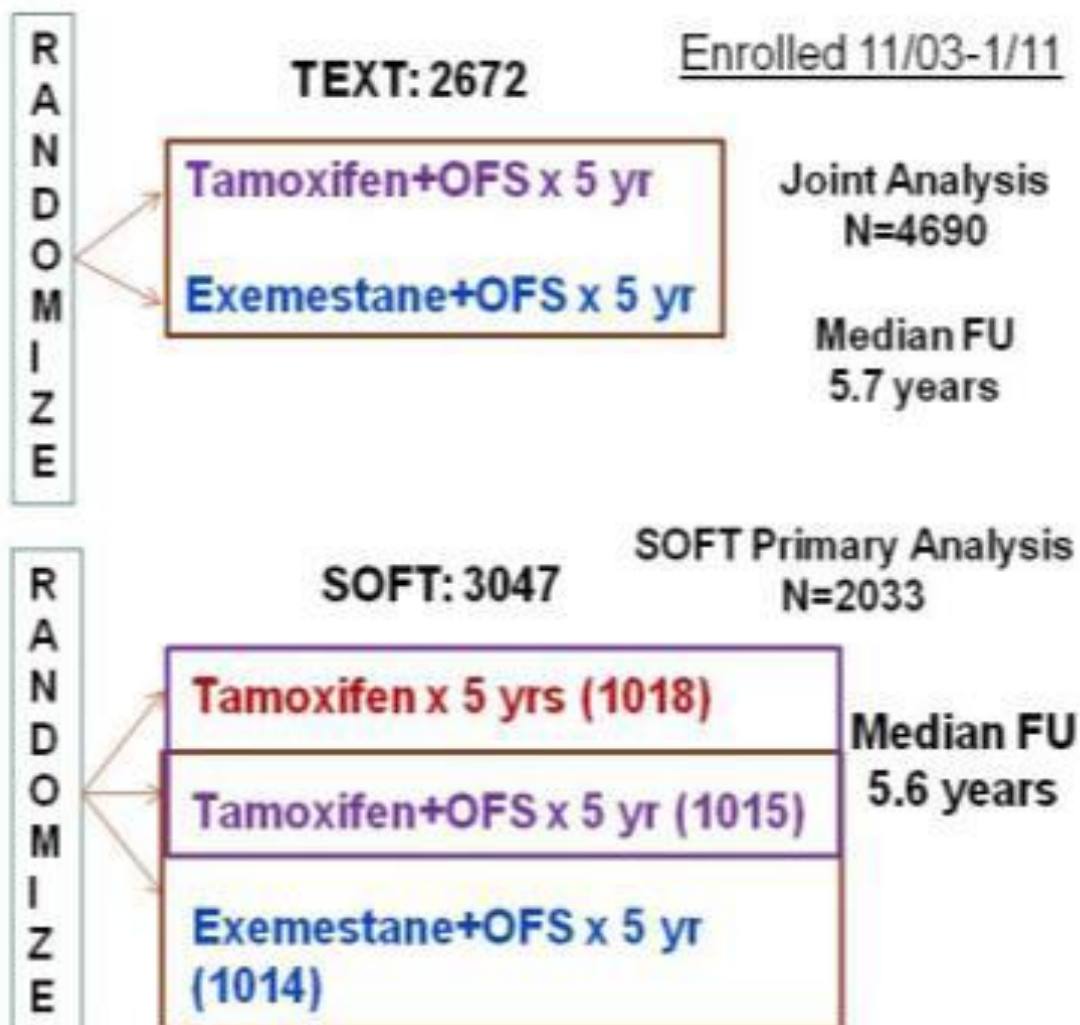 RANDOMIZE
TEXT: 2672
Enrolled 11/03-1/11
Tamoxifen+OFS x 5 yr
Exemestane+OFS x 5 yr
Joint Analysis
N=4690
Median FU
5.7 years
RANDOMIZE
SOFT: 3047
SOFT Primary Analysis
N=2033
Tamoxifen x 5 yrs (1018)
Tamoxifen+OFS x 5 yr (1015)
Exemestane+OFS x 5 yr
(1014)
Median FU
5.6 years